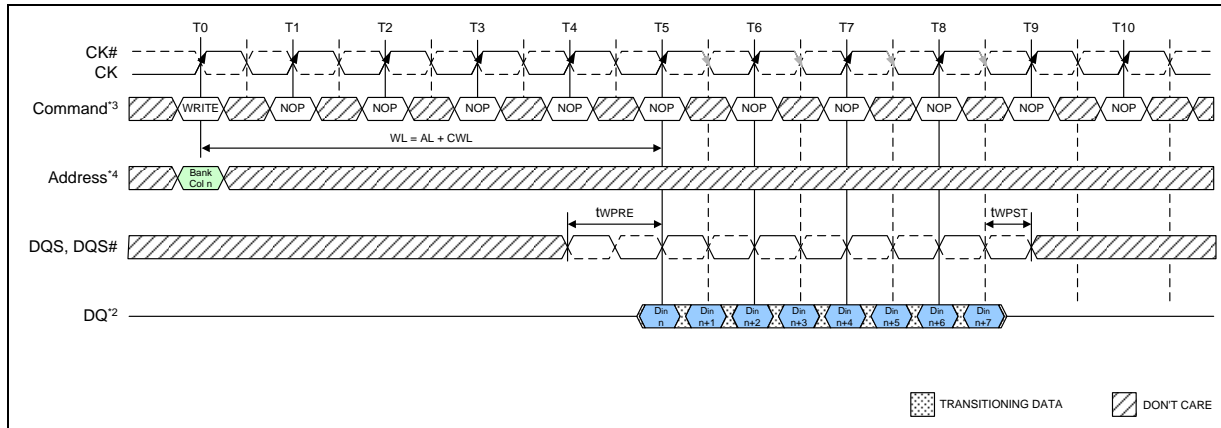 T0 T1 T2 T3 T4 T5 T6 T7 T8 T9 T10
CK#
CK
Command*3 WRITE NOP NOP NOP NOP NOP NOP NOP NOP NOP NOP
WL = AL + CWL
Address*4 Bank
Col n
tWPRE tWPST
DQS, DQS#
DQ*2 Din Din Din Din Din Din Din Din
n n+1 n+2 n+3 n+4 n+5 n+6 n+7
TRANSITIONING DATA DON'T CARE